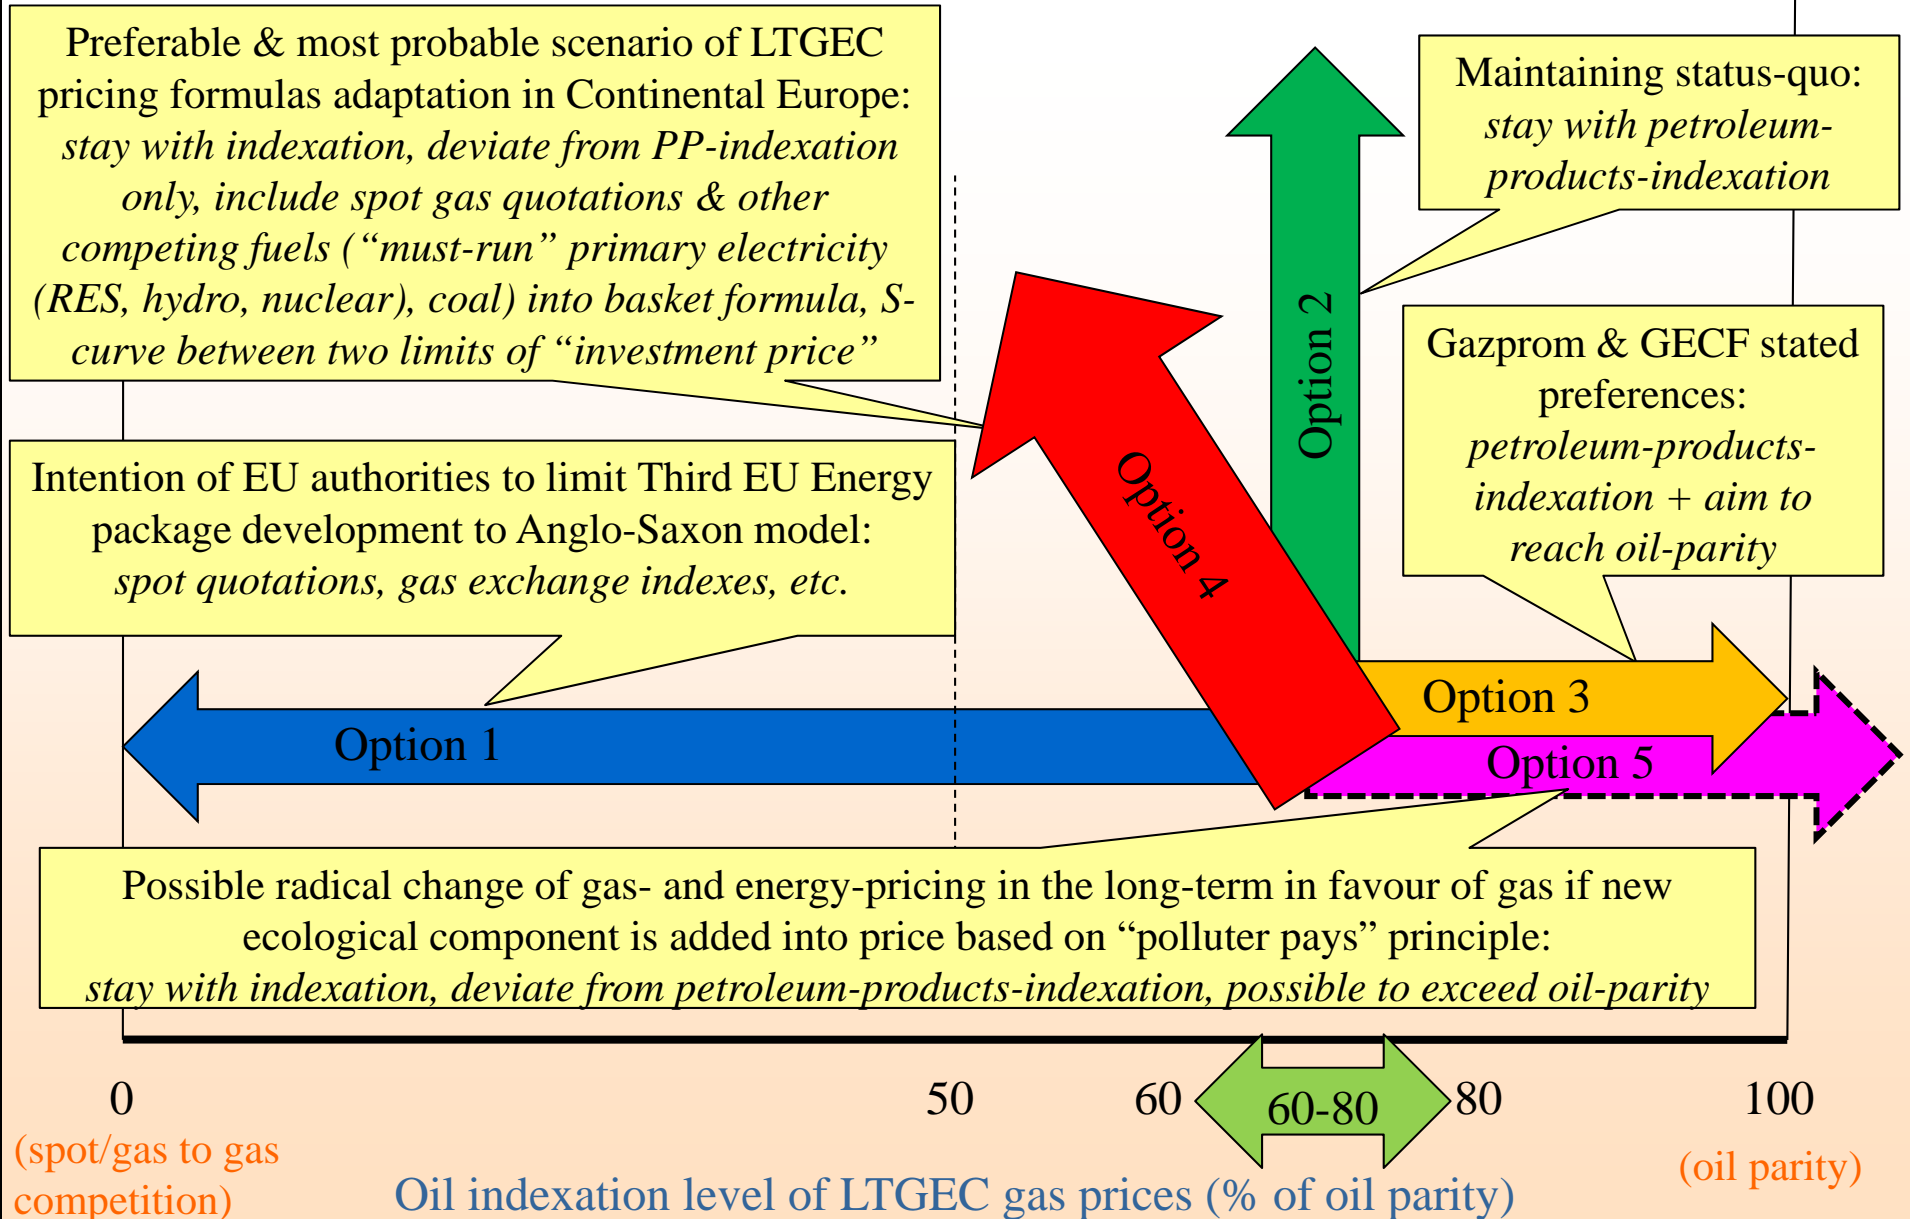 Preferable & most probable scenario of LTGEC
pricing formulas adaptation in Continental Europe:
stay with indexation, deviate from PP-indexation
only, include spot gas quotations & other
competing fuels (“must-run” primary electricity
(RES, hydro, nuclear), coal) into basket formula, S-
curve between two limits of “investment price”
Maintaining status-quo:
stay with petroleum-
products-indexation
Option 2
Gazprom & GECF stated
preferences:
petroleum-products-
indexation + aim to
reach oil-parity
Intention of EU authorities to limit Third EU Energy
package development to Anglo-Saxon model:
spot quotations, gas exchange indexes, etc.
Option 4
Option 3
Option 1
Option 5
Possible radical change of gas- and energy-pricing in the long-term in favour of gas if new
ecological component is added into price based on “polluter pays” principle:
stay with indexation, deviate from petroleum-products-indexation, possible to exceed oil-parity
0
50
60
60-80
80
100
(spot/gas to gas
competition)
Oil indexation level of LTGEC gas prices (% of oil parity)
(oil parity)